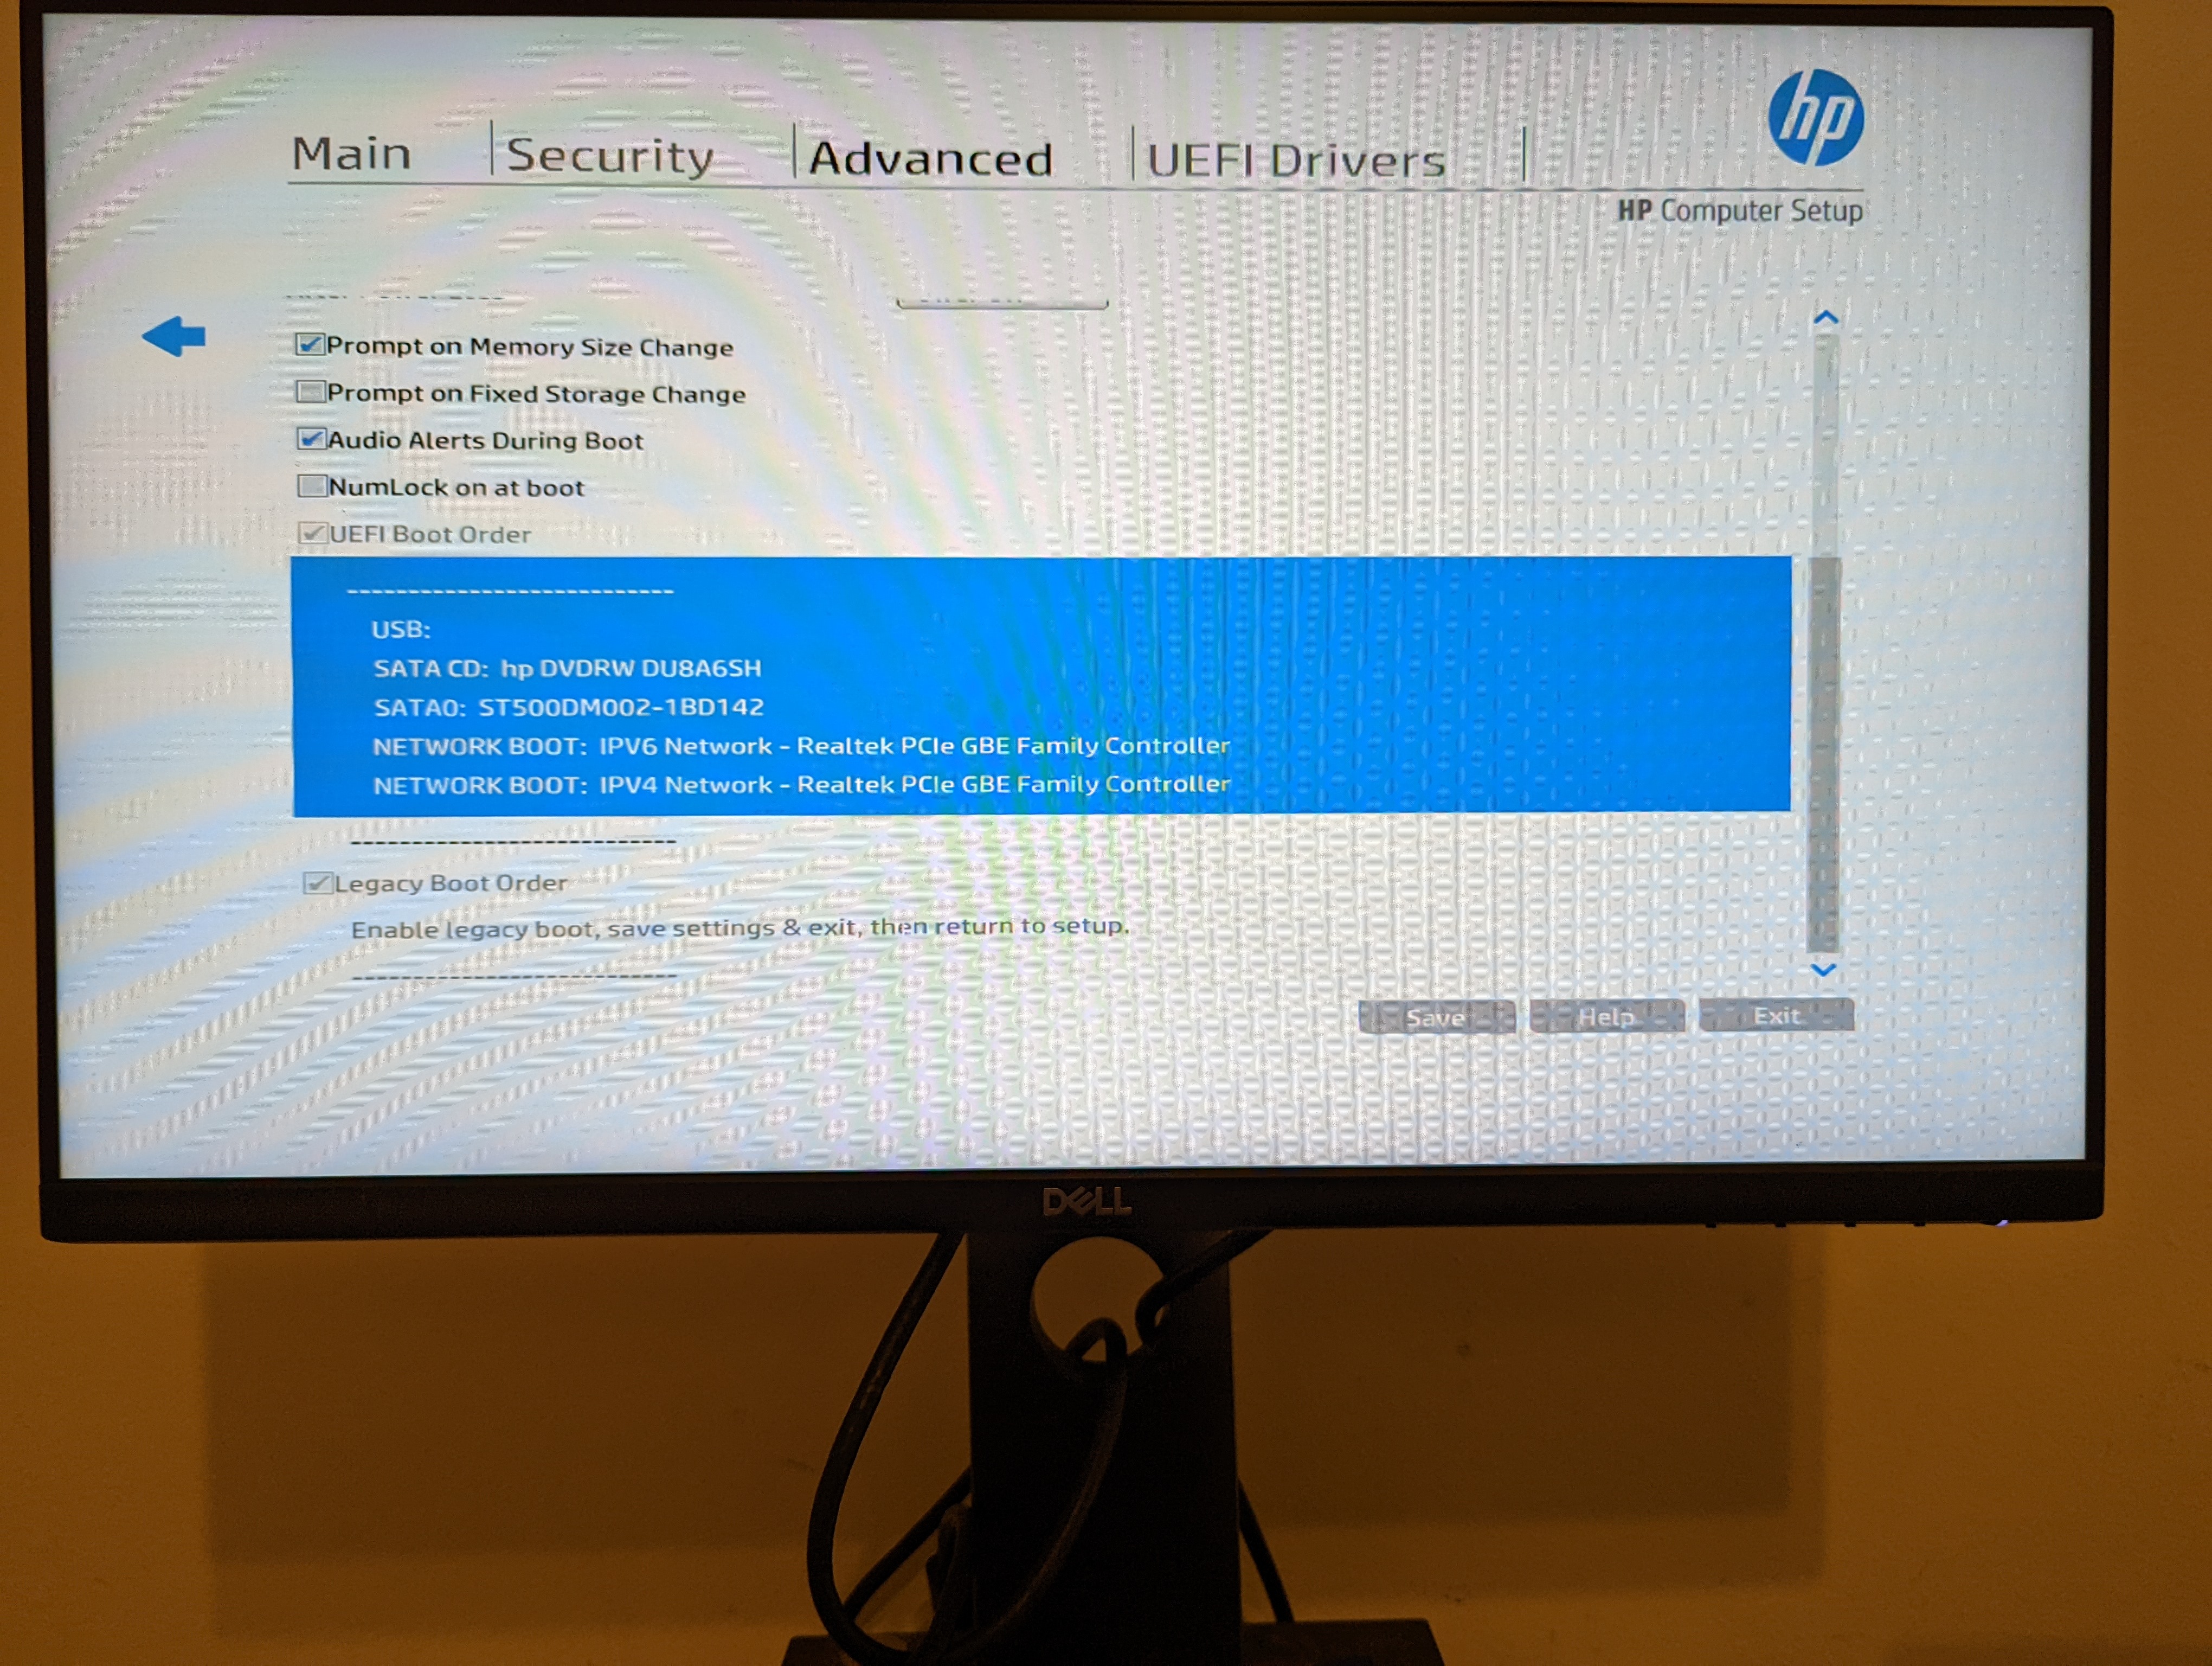 hp
Main
Security
Advanced
UEFI Drivers
HP Computer Setup
Prompt on Memory Size Change
Prompt on Fixed Storage Change
Audio Alerts During Boot
NumLock on at boot
UEFI Boot Order
---------------------------
USB:
SATA CD: hp DVDRW DU8A6SH
SATA0: ST500DM002-1BD142
NETWORK BOOT: IPV6 Network - Realtek PCIe GBE Family Controller
NETWORK BOOT: IPV4 Network - Realtek PCIe GBE Family Controller
---------------------------
Legacy Boot Order
Enable legacy boot, save settings & exit, then return to setup.
---------------------------
Save
Help
Exit
DELL